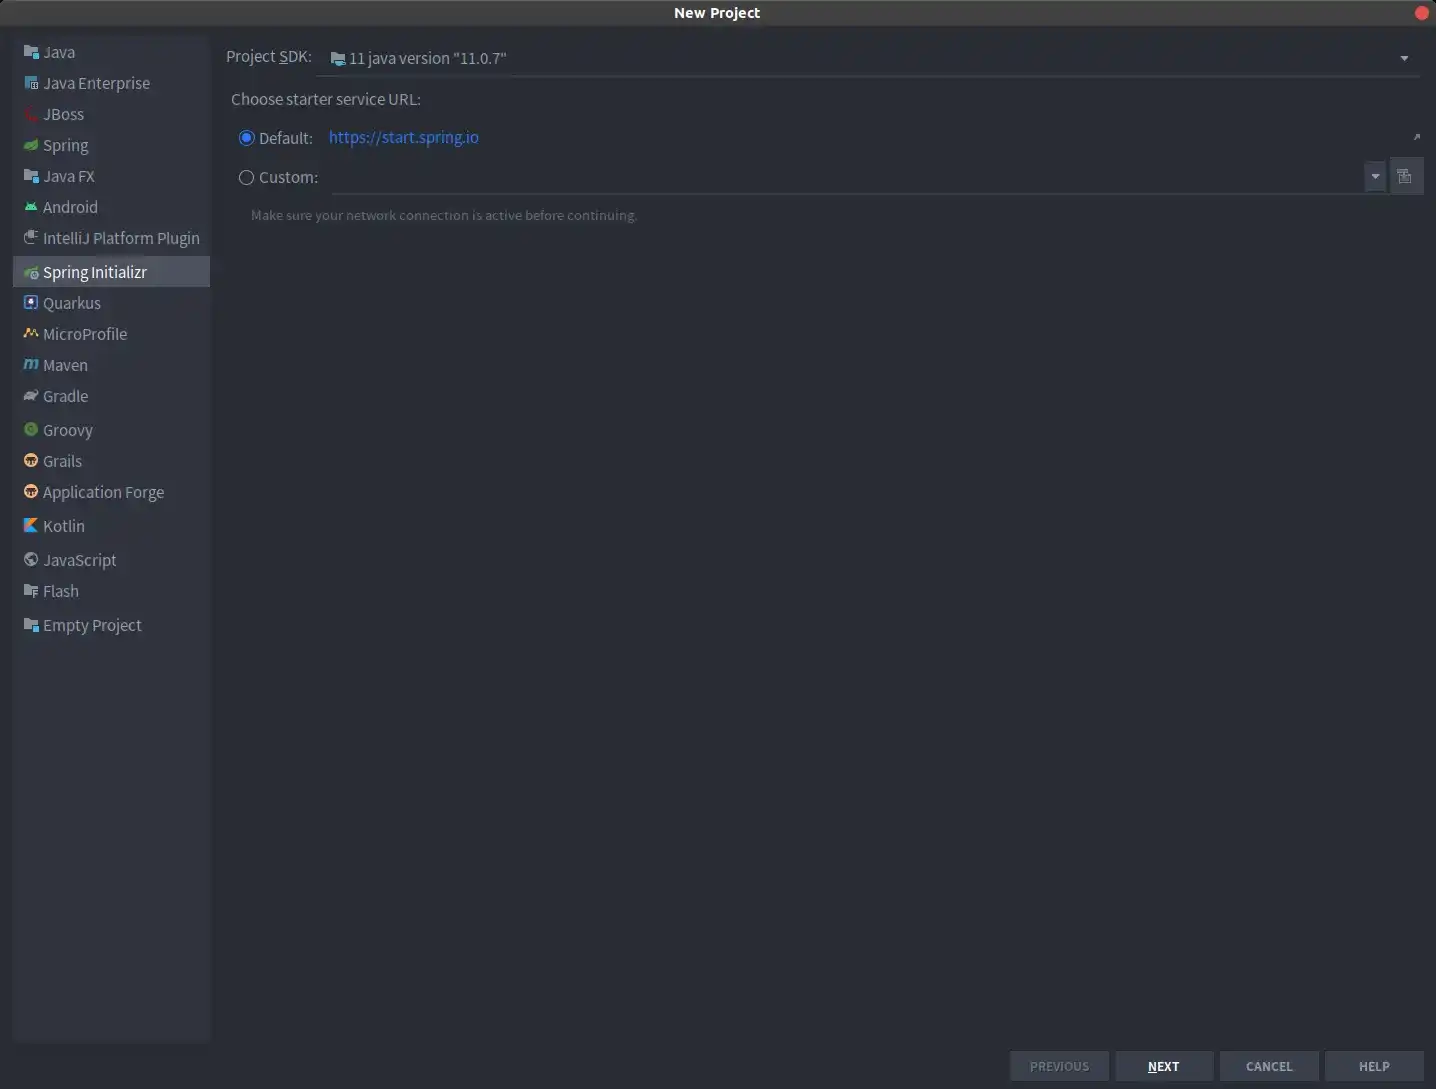 New Project
Java
Java Enterprise
JBoss
Spring
Java FX
Android
IntelliJ Platform Plugin
Spring Initializr
Quarkus
MicroProfile
Maven
Gradle
Groovy
Grails
Application Forge
Kotlin
JavaScript
Flash
Empty Project
Project SDK: 11 java version "11.0.7"
Choose starter service URL:
Default: https://start.spring.io
Custom:
Make sure your network connection is active before continuing.
PREVIOUS NEXT CANCEL HELP